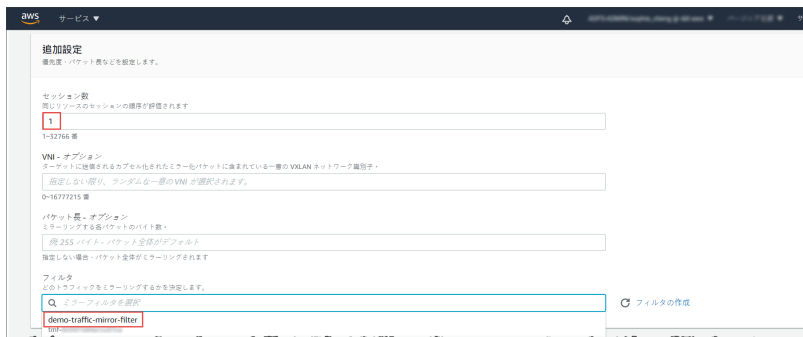 aws サービス ▼
追加設定
優先度・パケット長などを設定します。
セッション数
同じリソースのセッションの順序が評価されます
1
1~32766 番
VNI - オプション
ターゲットに送信されるカプセル化されたミラー化パケットに含まれている一意の VXLAN ネットワーク識別子・
指定しない限り、ランダムな一意の VNI が選択されます。
0~16777215 番
パケット長 - オプション
ミラーリングする各パケットのバイト数・
例 255 バイト - パケット全体がデフォルト
指定しない場合・パケット全体がミラーリングされます
フィルタ
どのトラフィックをミラーリングするかを決定します。
ミラーフィルタを選択
フィルタの作成
demo-traffic-mirror-filter
tmf-